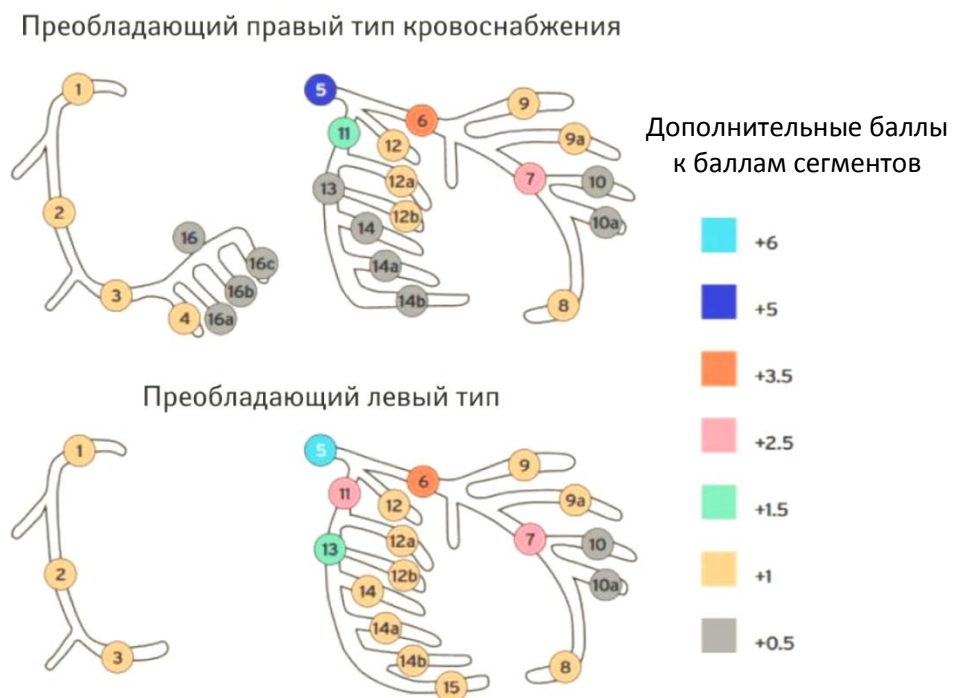 Преобладающий правый тип кровоснабжения
1
5
6
9
11
12
9a
7
10
12a
13
2
12b
14
10a
16
16c
14a
16b
3
14b
8
4
16a
Дополнительные баллы
к баллам сегментов
+6
+5
+3.5
+2.5
+1.5
+1
+0.5
Преобладающий левый тип
1
5
6
9
11
12
9a
12a
7
10
13
2
12b
10a
14
14a
3
14b
8
15